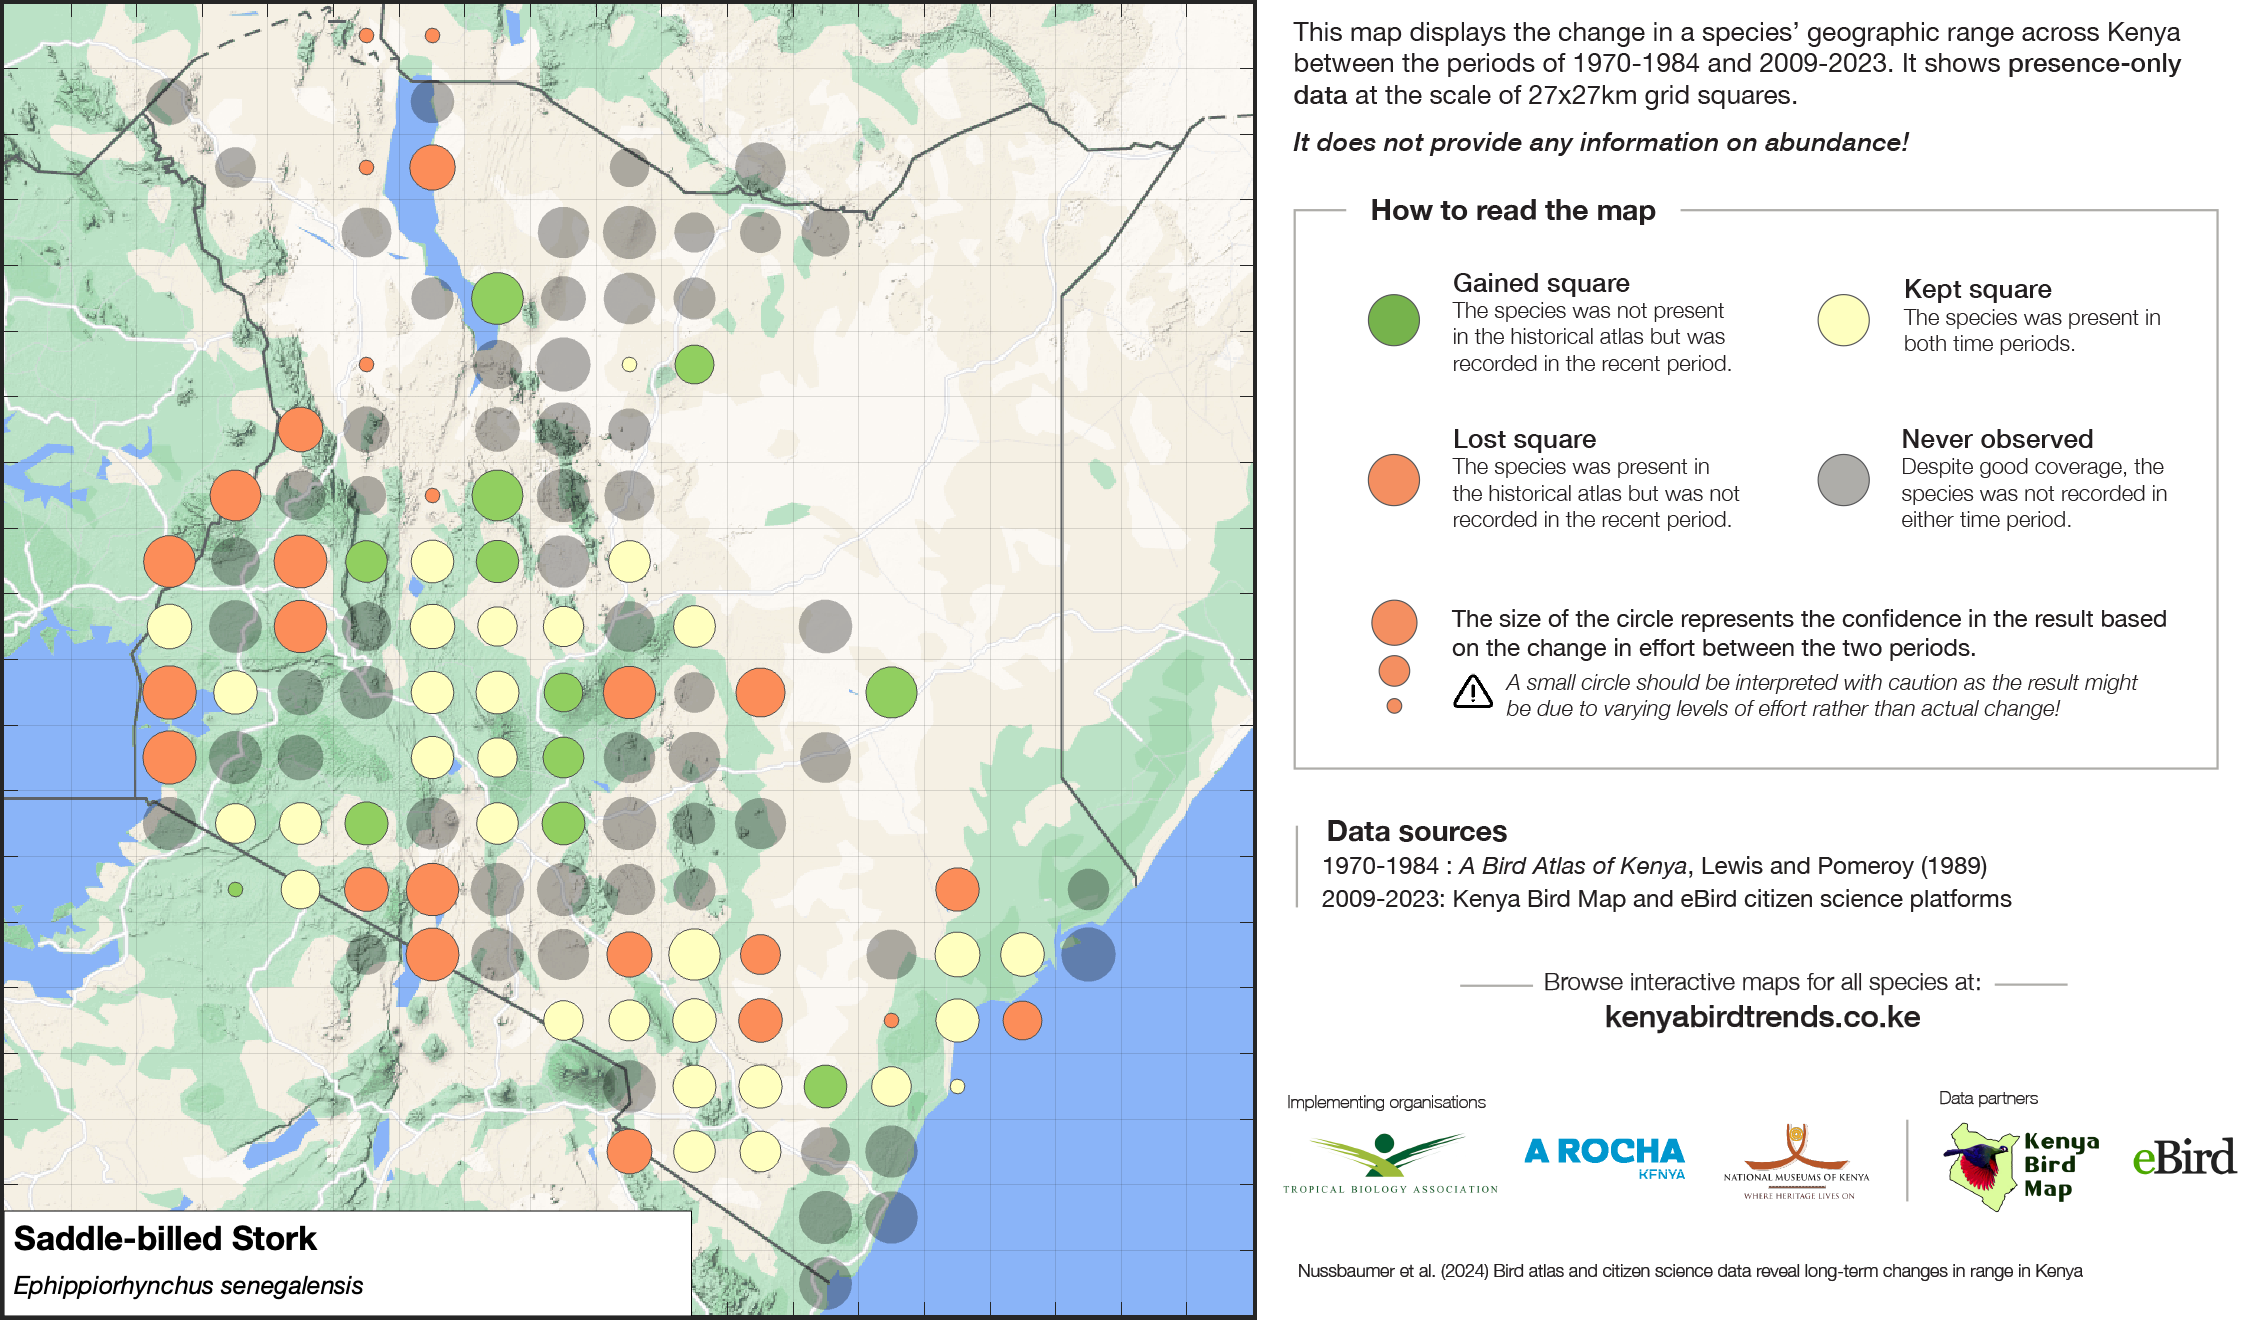 This map displays the change in a species’ geographic range across Kenya
between the periods of 1970-1984 and 2009-2023. It shows presence-only
data at the scale of 27x27km grid squares.
It does not provide any information on abundance!
How to read the map
Gained square
The species was not present
in the historical atlas but was
recorded in the recent period.
Kept square
The species was present in
both time periods.
Lost square
The species was present in
the historical atlas but was not
recorded in the recent period.
Never observed
Despite good coverage, the
species was not recorded in
either time period.
The size of the circle represents the confidence in the result based
on the change in effort between the two periods.
A small circle should be interpreted with caution as the result might
be due to varying levels of effort rather than actual change!
Data sources
1970-1984 : A Bird Atlas of Kenya, Lewis and Pomeroy (1989)
2009-2023: Kenya Bird Map and eBird citizen science platforms
Browse interactive maps for all species at:
kenyabirdtrends.co.ke
Implementing organisations
Data partners
TROPICAL BIOLOGY ASSOCIATION
A ROCHA
KENYA
NATIONAL MUSEUMS OF KENYA
WHERE HERITAGE LIVES ON
Kenya
Bird
Map
eBird
Saddle-billed Stork
Ephippiorhynchus senegalensis
Nussbaumer et al. (2024) Bird atlas and citizen science data reveal long-term changes in range in Kenya